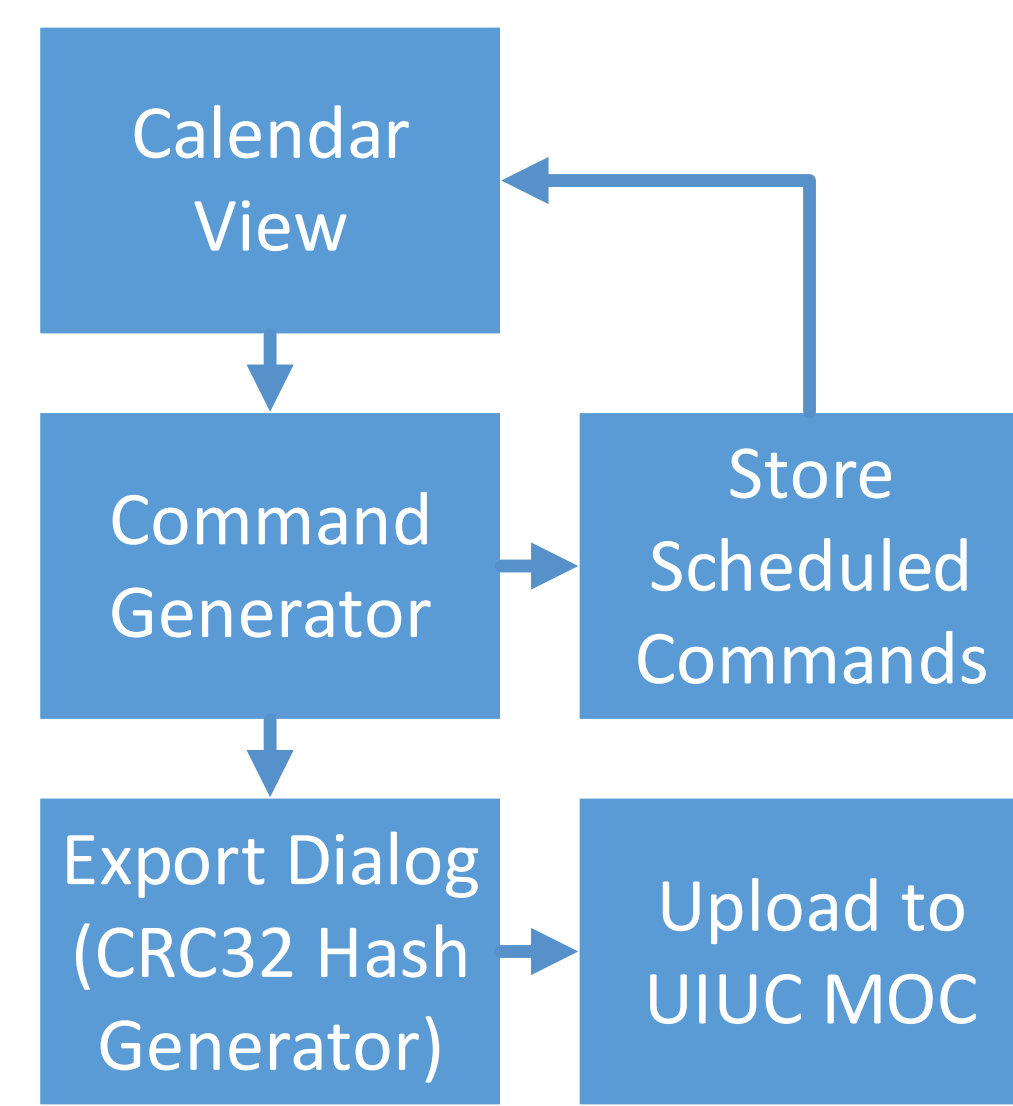 Calendar
View
Command
Generator
Store
Scheduled
Commands
Export Dialog
(CRC32 Hash
Generator)
Upload to
UIUC MOC